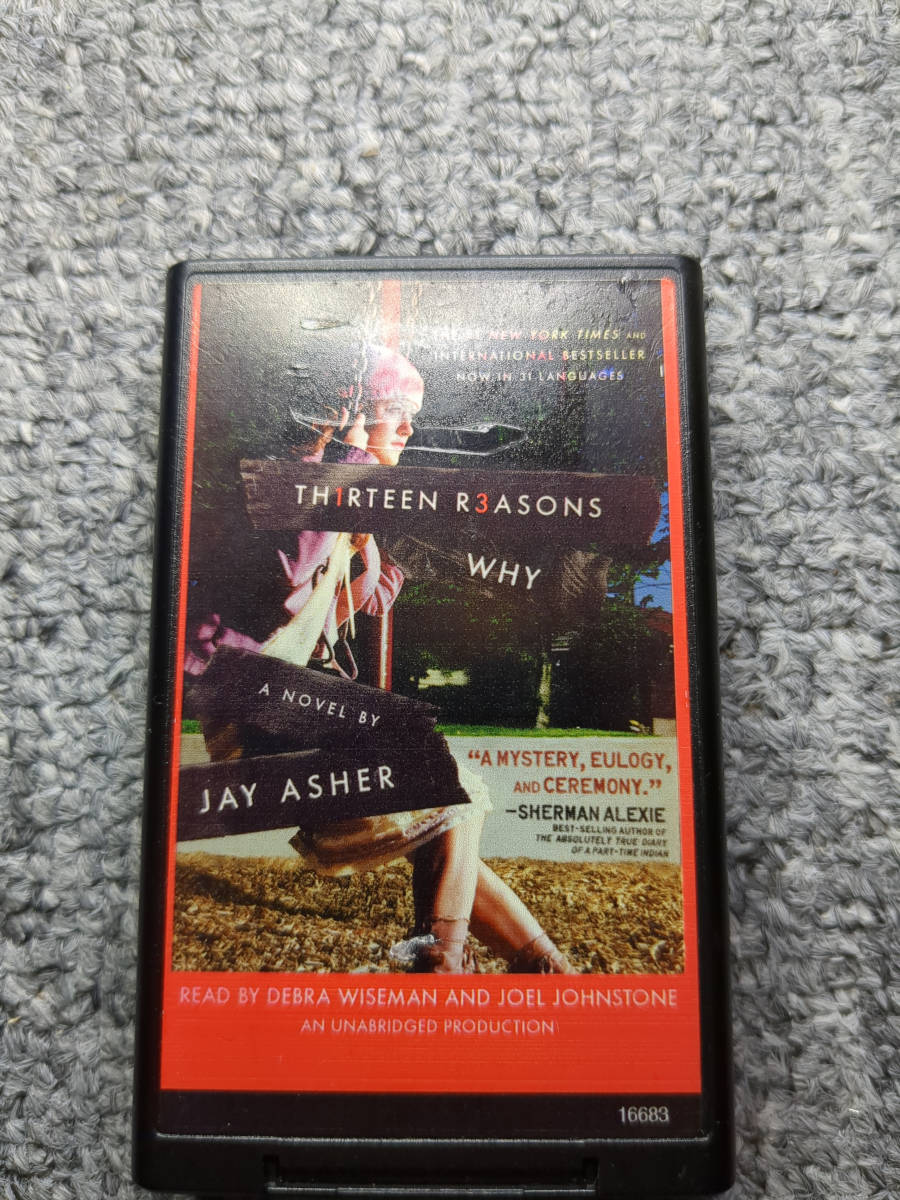 NEW YORK TIMES AND
INTERNATIONAL BESTSELLER
NOW IN 31 LANGUAGES
TH1RTEEN R3ASONS
WHY
A NOVEL BY
JAY ASHER
“A MYSTERY, EULOGY,
AND CEREMONY.”
—SHERMAN ALEXIE
BEST-SELLING AUTHOR OF
THE ABSOLUTELY TRUE DIARY
OF A PART-TIME INDIAN
READ BY DEBRA WISEMAN AND JOEL JOHNSTONE
AN UNABRIDGED PRODUCTION
16683